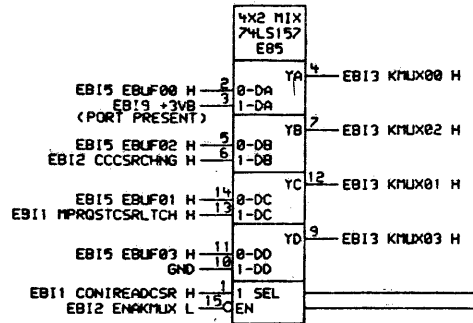 4X2 MIX
74LS157
E85
YA 4 EBI3 KMUX00 H
EBI5 EBUF00 H 2 0-DA
EBI9 +3VB 3 1-DA
(PORT PRESENT)
YB 7 EBI3 KMUX02 H
EBI5 EBUF02 H 5 0-DB
EBI2 CCCSRCHNG H 6 1-DB
YC 12 EBI3 KMUX01 H
EBI5 EBUF01 H 14 0-DC
EBI1 MPRQSTCSRLTCH H 13 1-DC
YD 9 EBI3 KMUX03 H
EBI5 EBUF03 H 11 0-DD
GND 10 1-DD
EBI1 CONIREADCSR H 1 1 SEL
EBI2 ENAKMUX L 15 EN